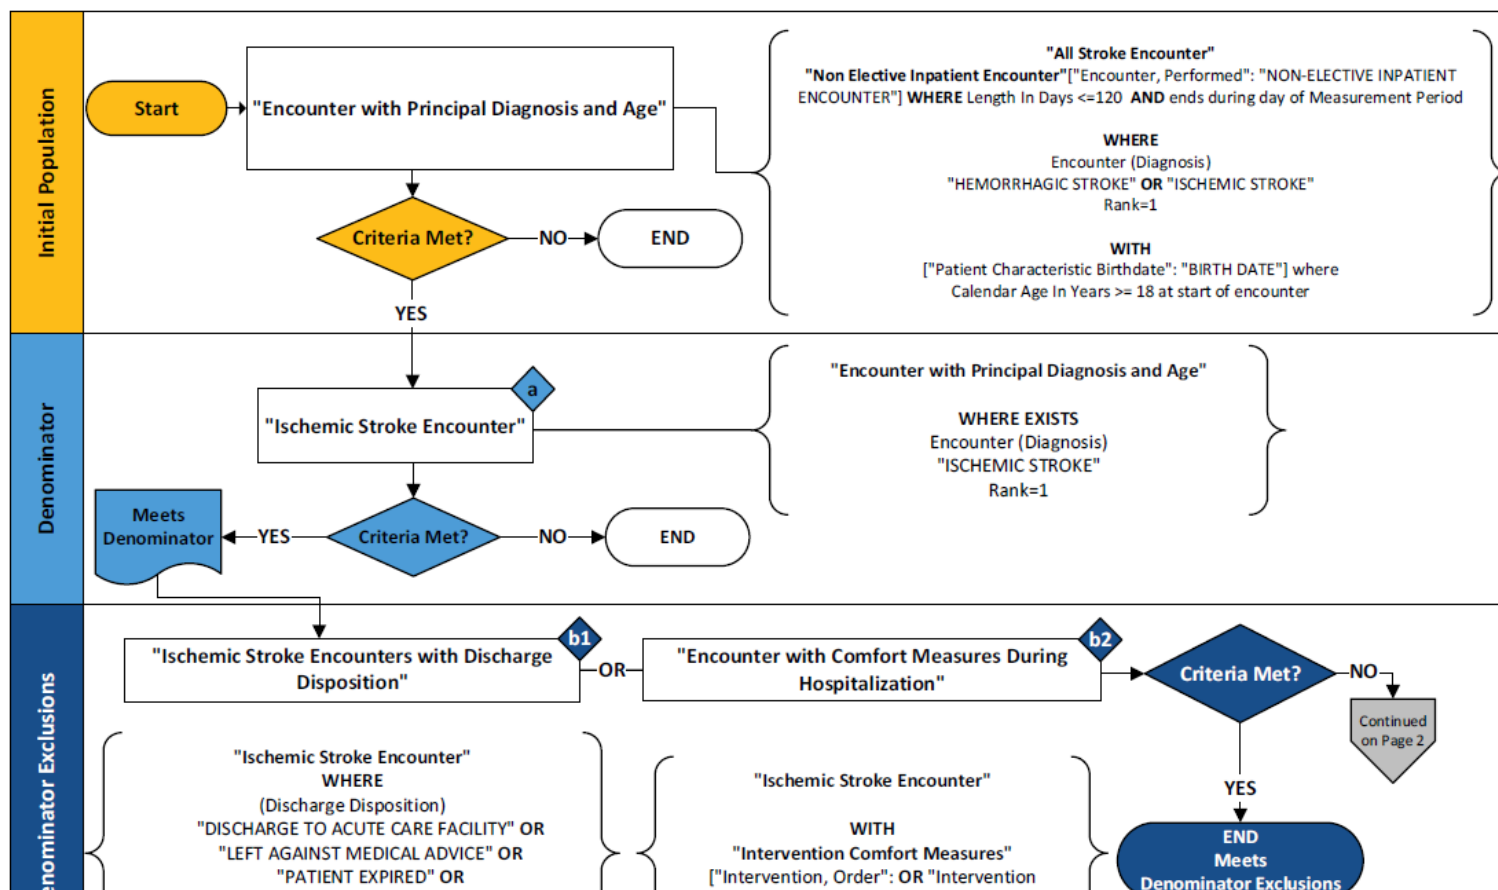 Initial Population
Start
"Encounter with Principal Diagnosis and Age"
"All Stroke Encounter"
"Non Elective Inpatient Encounter"["Encounter, Performed": "NON-ELECTIVE INPATIENT
ENCOUNTER"] WHERE Length In Days <=120 AND ends during day of Measurement Period
WHERE
Encounter (Diagnosis)
"HEMORRHAGIC STROKE" OR "ISCHEMIC STROKE"
Rank=1
WITH
["Patient Characteristic Birthdate": "BIRTH DATE"] where
Calendar Age In Years >= 18 at start of encounter
Criteria Met?
NO
END
YES
Denominator
a
"Ischemic Stroke Encounter"
"Encounter with Principal Diagnosis and Age"
WHERE EXISTS
Encounter (Diagnosis)
"ISCHEMIC STROKE"
Rank=1
Meets
Denominator
YES
Criteria Met?
NO
END
enominator Exclusions
b1
"Ischemic Stroke Encounters with Discharge
Disposition"
OR
b2
"Encounter with Comfort Measures During
Hospitalization"
Criteria Met?
NO
Continued
on Page 2
"Ischemic Stroke Encounter"
WHERE
(Discharge Disposition)
"DISCHARGE TO ACUTE CARE FACILITY" OR
"LEFT AGAINST MEDICAL ADVICE" OR
"PATIENT EXPIRED" OR
"Ischemic Stroke Encounter"
WITH
"Intervention Comfort Measures"
["Intervention, Order": OR "Intervention
YES
END
Meets
Denominator Exclusions